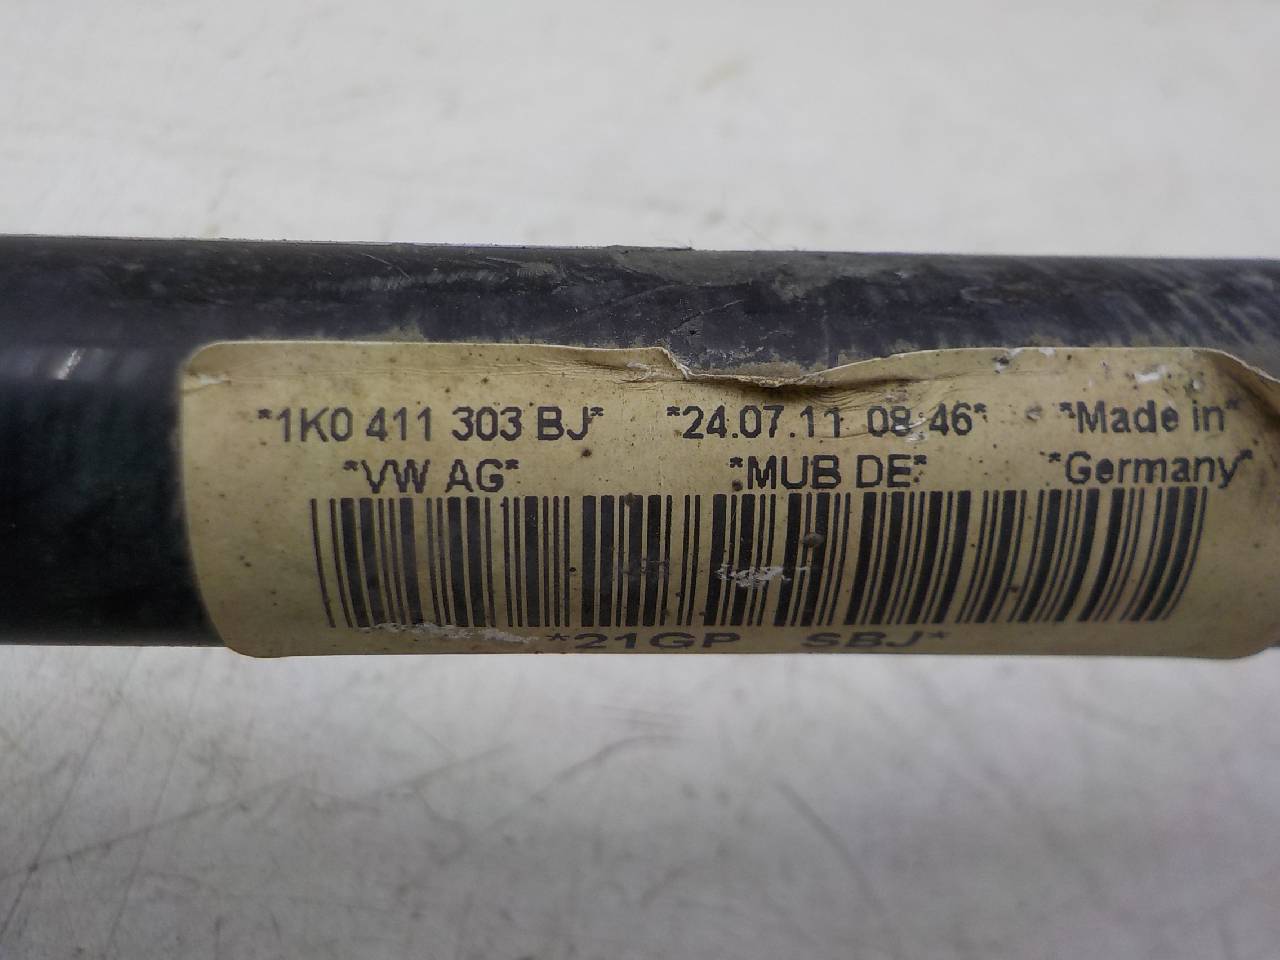 *1K0 411 303 BJ* *24.07.11 08:46* *Made in*
*VW AG* *MUB DE* *Germany*
*21GP SBJ*